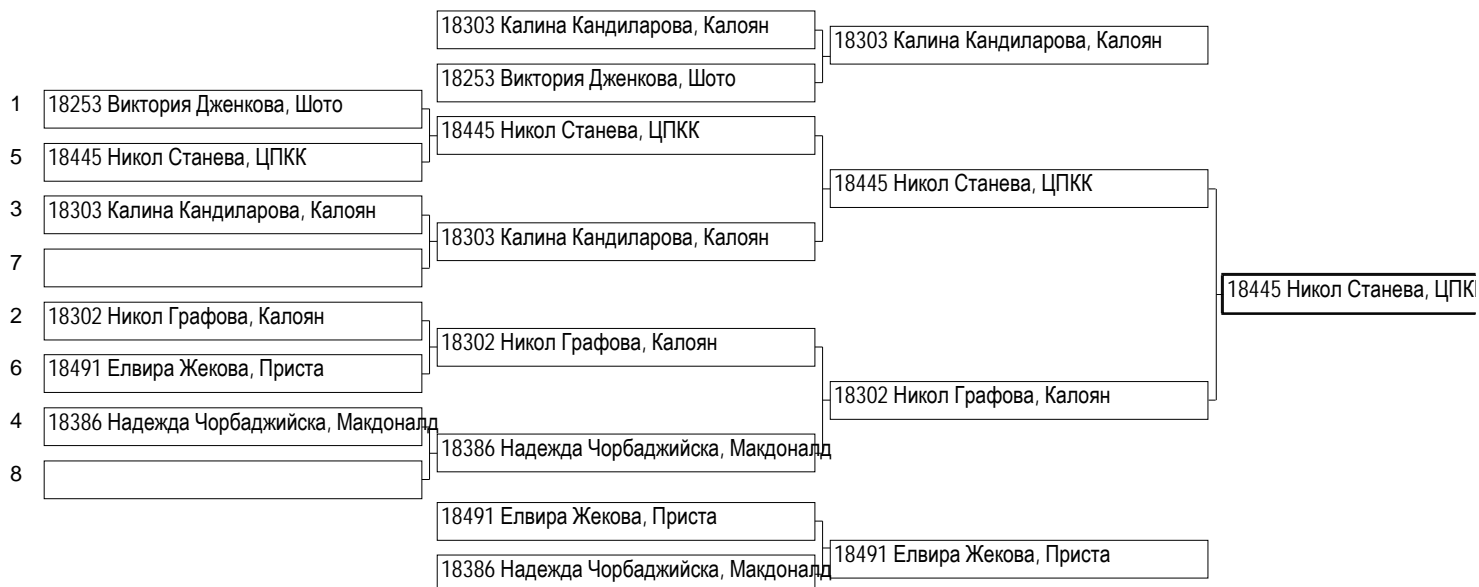 18303 Калина Кандиларова, Калоян
18303 Калина Кандиларова, Калоян
18253 Виктория Дженкова, Шото
1 18253 Виктория Дженкова, Шото
18445 Никол Станева, ЦПКК
5 18445 Никол Станева, ЦПКК
18445 Никол Станева, ЦПКК
3 18303 Калина Кандиларова, Калоян
18303 Калина Кандиларова, Калоян
7
18445 Никол Станева, ЦПК
2 18302 Никол Графова, Калоян
18302 Никол Графова, Калоян
6 18491 Елвира Жекова, Приста
18302 Никол Графова, Калоян
4 18386 Надежда Чорбаджийска, Макдоналд
18386 Надежда Чорбаджийска, Макдоналд
8
18491 Елвира Жекова, Приста
18491 Елвира Жекова, Приста
18386 Надежда Чорбаджийска, Макдоналд